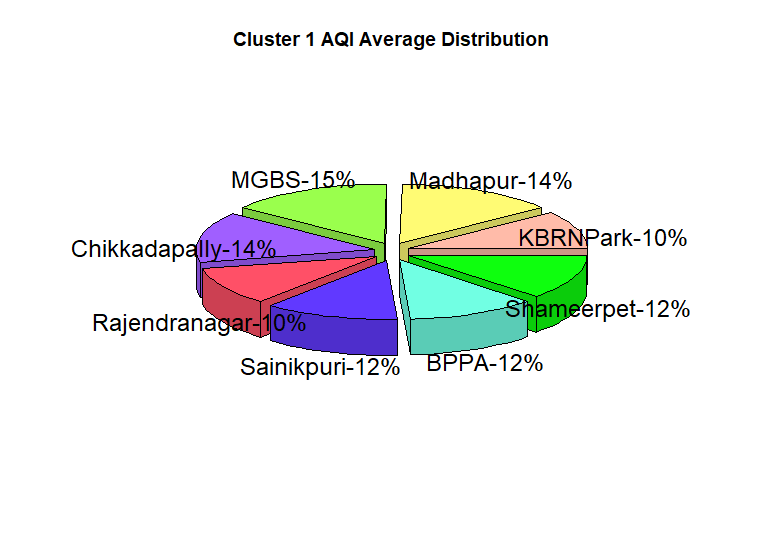 Cluster 1 AQI Average Distribution
MGBS-15%
Madhapur-14%
KBRNPark-10%
Chikkadapally-14%
Shameerpet-12%
Rajendranagar-10%
BPPA-12%
Sainikpuri-12%